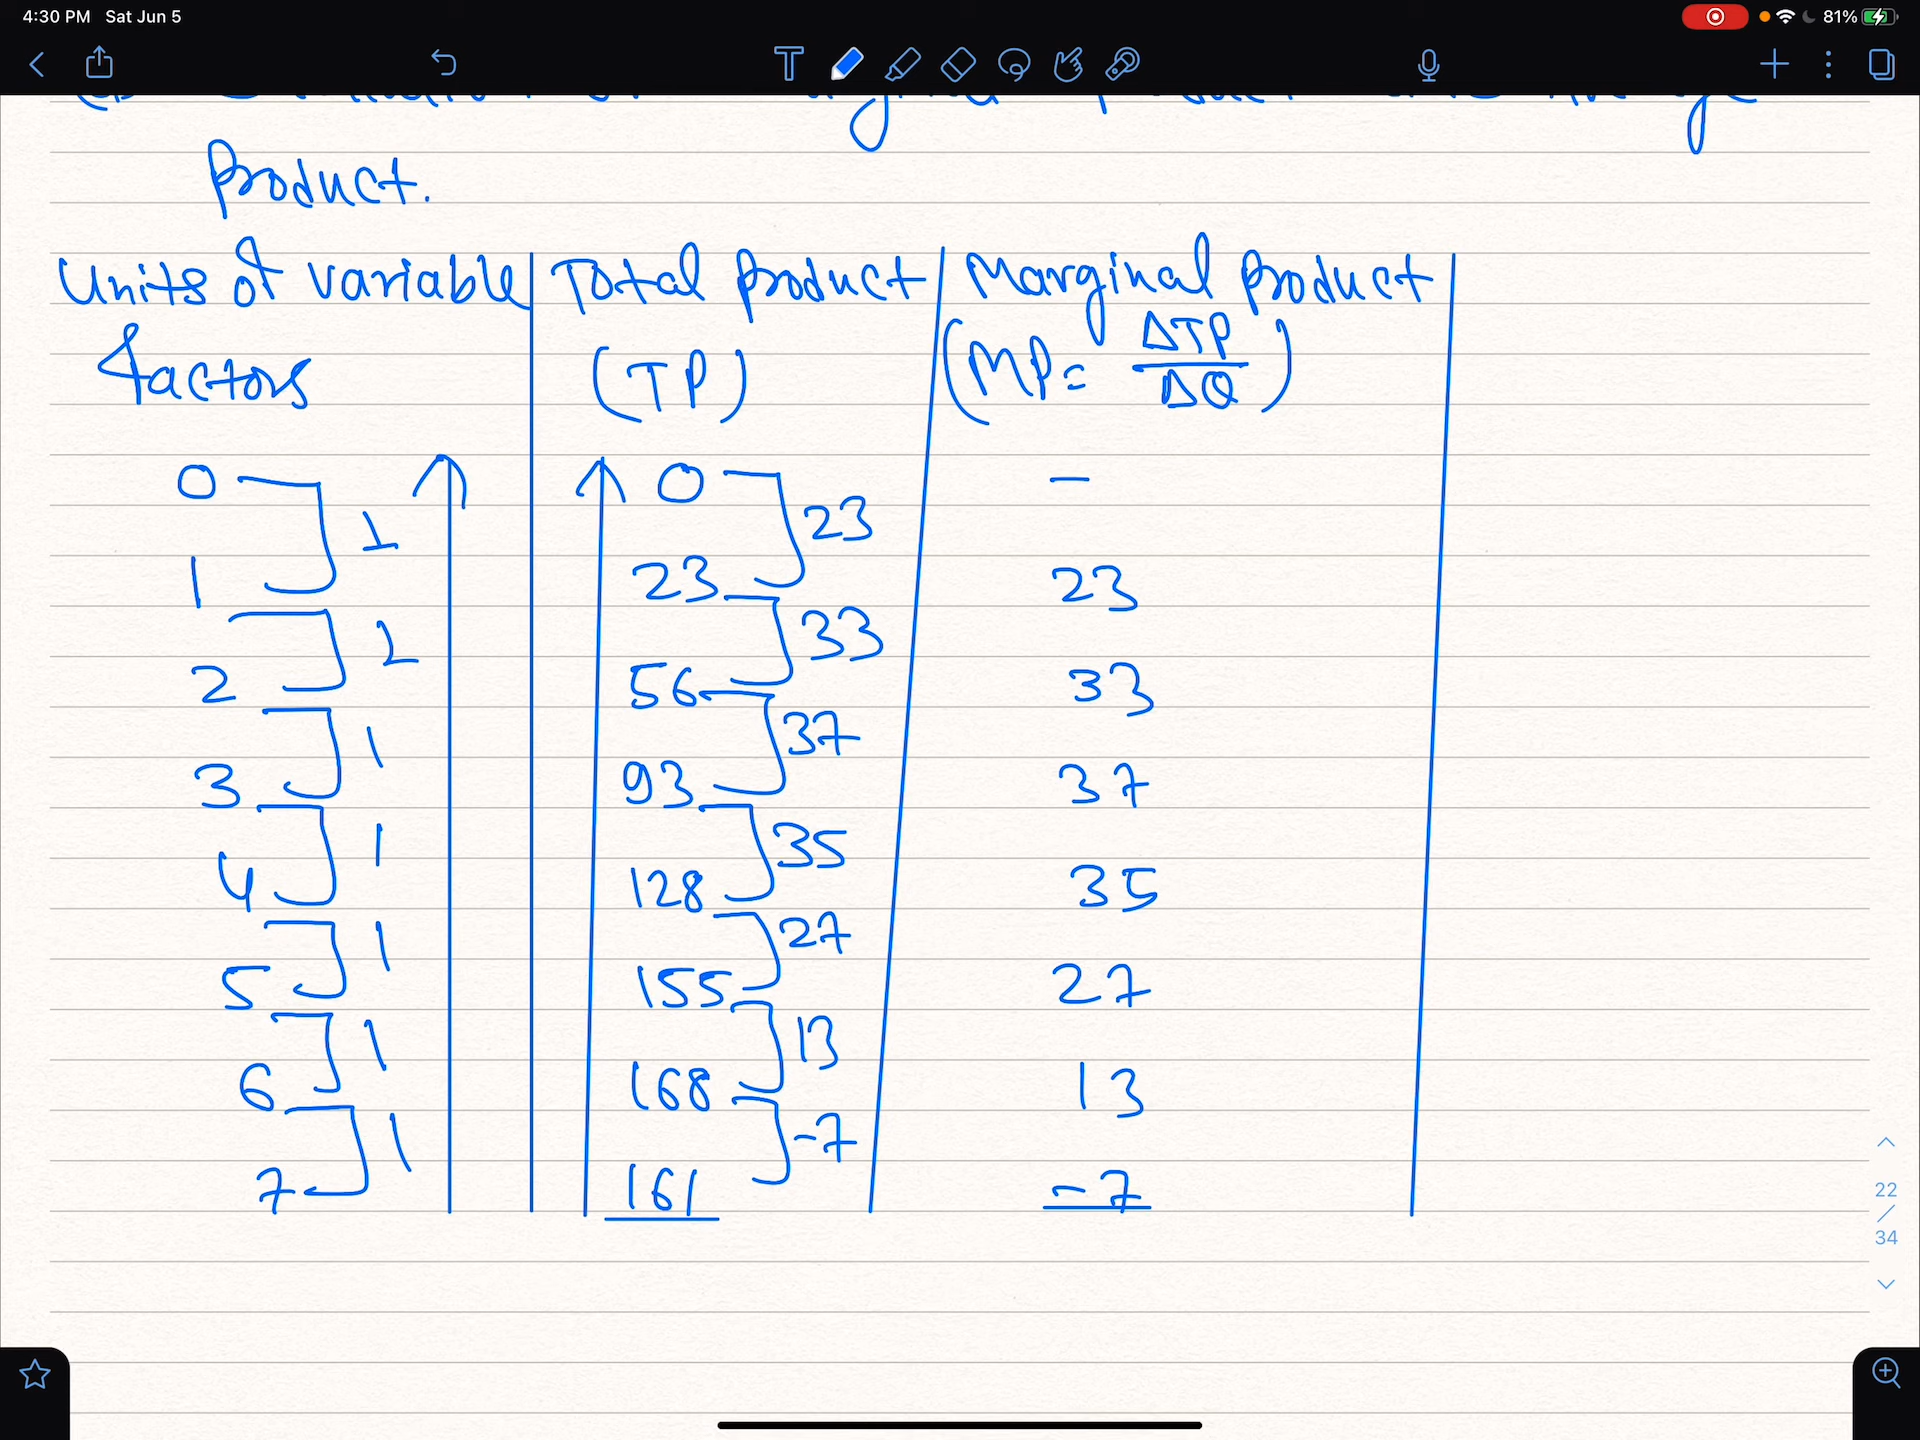 4:30 PM Sat Jun 5
81%
Product.
Units of variable factors | Total product (TP) | Marginal product (MP = ΔTP/ΔQ)
0 0 –
1 23
1 23 23
1 33
2 56 33
1 37
3 93 37
1 35
4 128 35
1 27
5 155 27
1 13
6 168 13
1 -7
7 161 -7
22
/
34